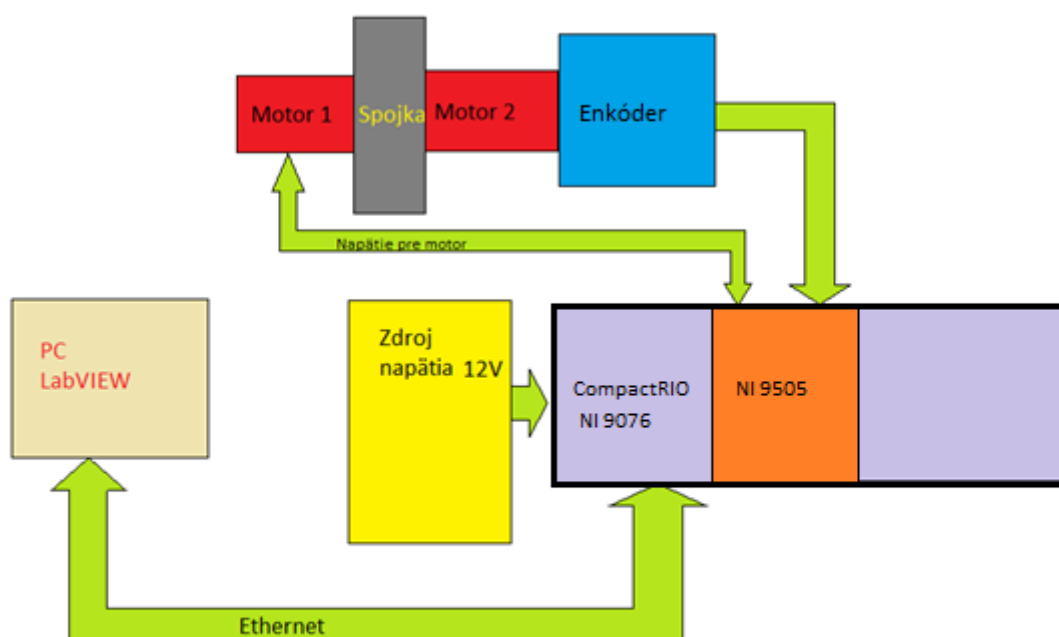 Motor 1
Spojka
Motor 2
Enkóder
Napätie pre motor
PC
LabVIEW
Zdroj
napätia 12V
CompactRIO
NI 9076
NI 9505
Ethernet